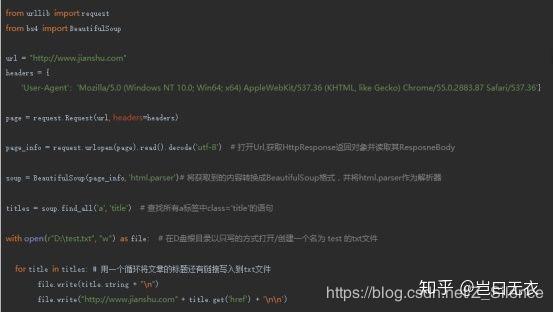 from urllib import request
from bs4 import BeautifulSoup
url = "http://www.jianshu.com"
headers = {
'User-Agent': 'Mozilla/5.0 (Windows NT 10.0; Win64; x64) AppleWebKit/537.36 (KHTML, like Gecko) Chrome/55.0.2883.87 Safari/537.36'}
page = request.Request(url, headers=headers)
page_info = request.urlopen(page).read().decode('utf-8') # 打开Url,获取HttpResponse返回对象并读取其ResposneBody
soup = BeautifulSoup(page_info, 'html.parser')# 将获取到的内容转换成BeautifulSoup格式，并将html.parser作为解析器
titles = soup.find_all('a', 'title') # 查找所有a标签中class='title'的语句
with open(r"D:\test.txt", "w") as file: # 在D盘根目录以只写的方式打开/创建一个名为 test 的txt文件
for title in titles: # 用一个循环将文章的标题还有链接写入到txt文件
file.write(title.string + "\n")
file.write("http://www.jianshu.com" + title.get('href') + "\n\n")
知乎 @岂曰无衣
https://blog.csdn.net/Z_Silence